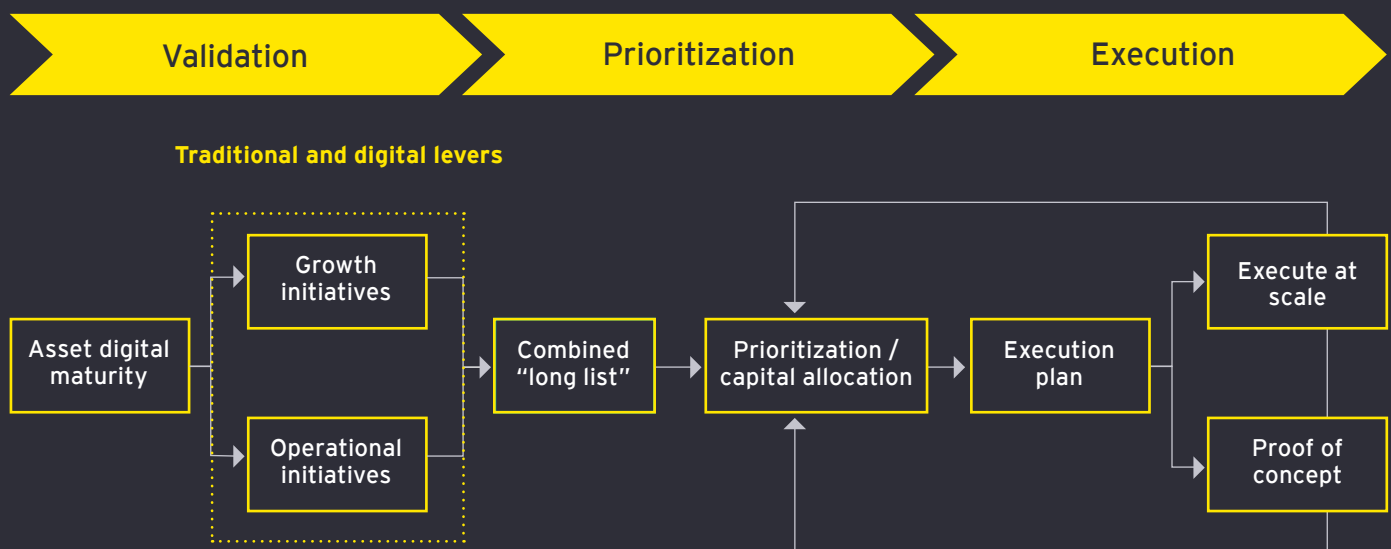 Validation
Prioritization
Execution
Traditional and digital levers
Asset digital
maturity
Growth
initiatives
Operational
initiatives
Combined
“long list”
Prioritization /
capital allocation
Execution
plan
Execute at
scale
Proof of
concept